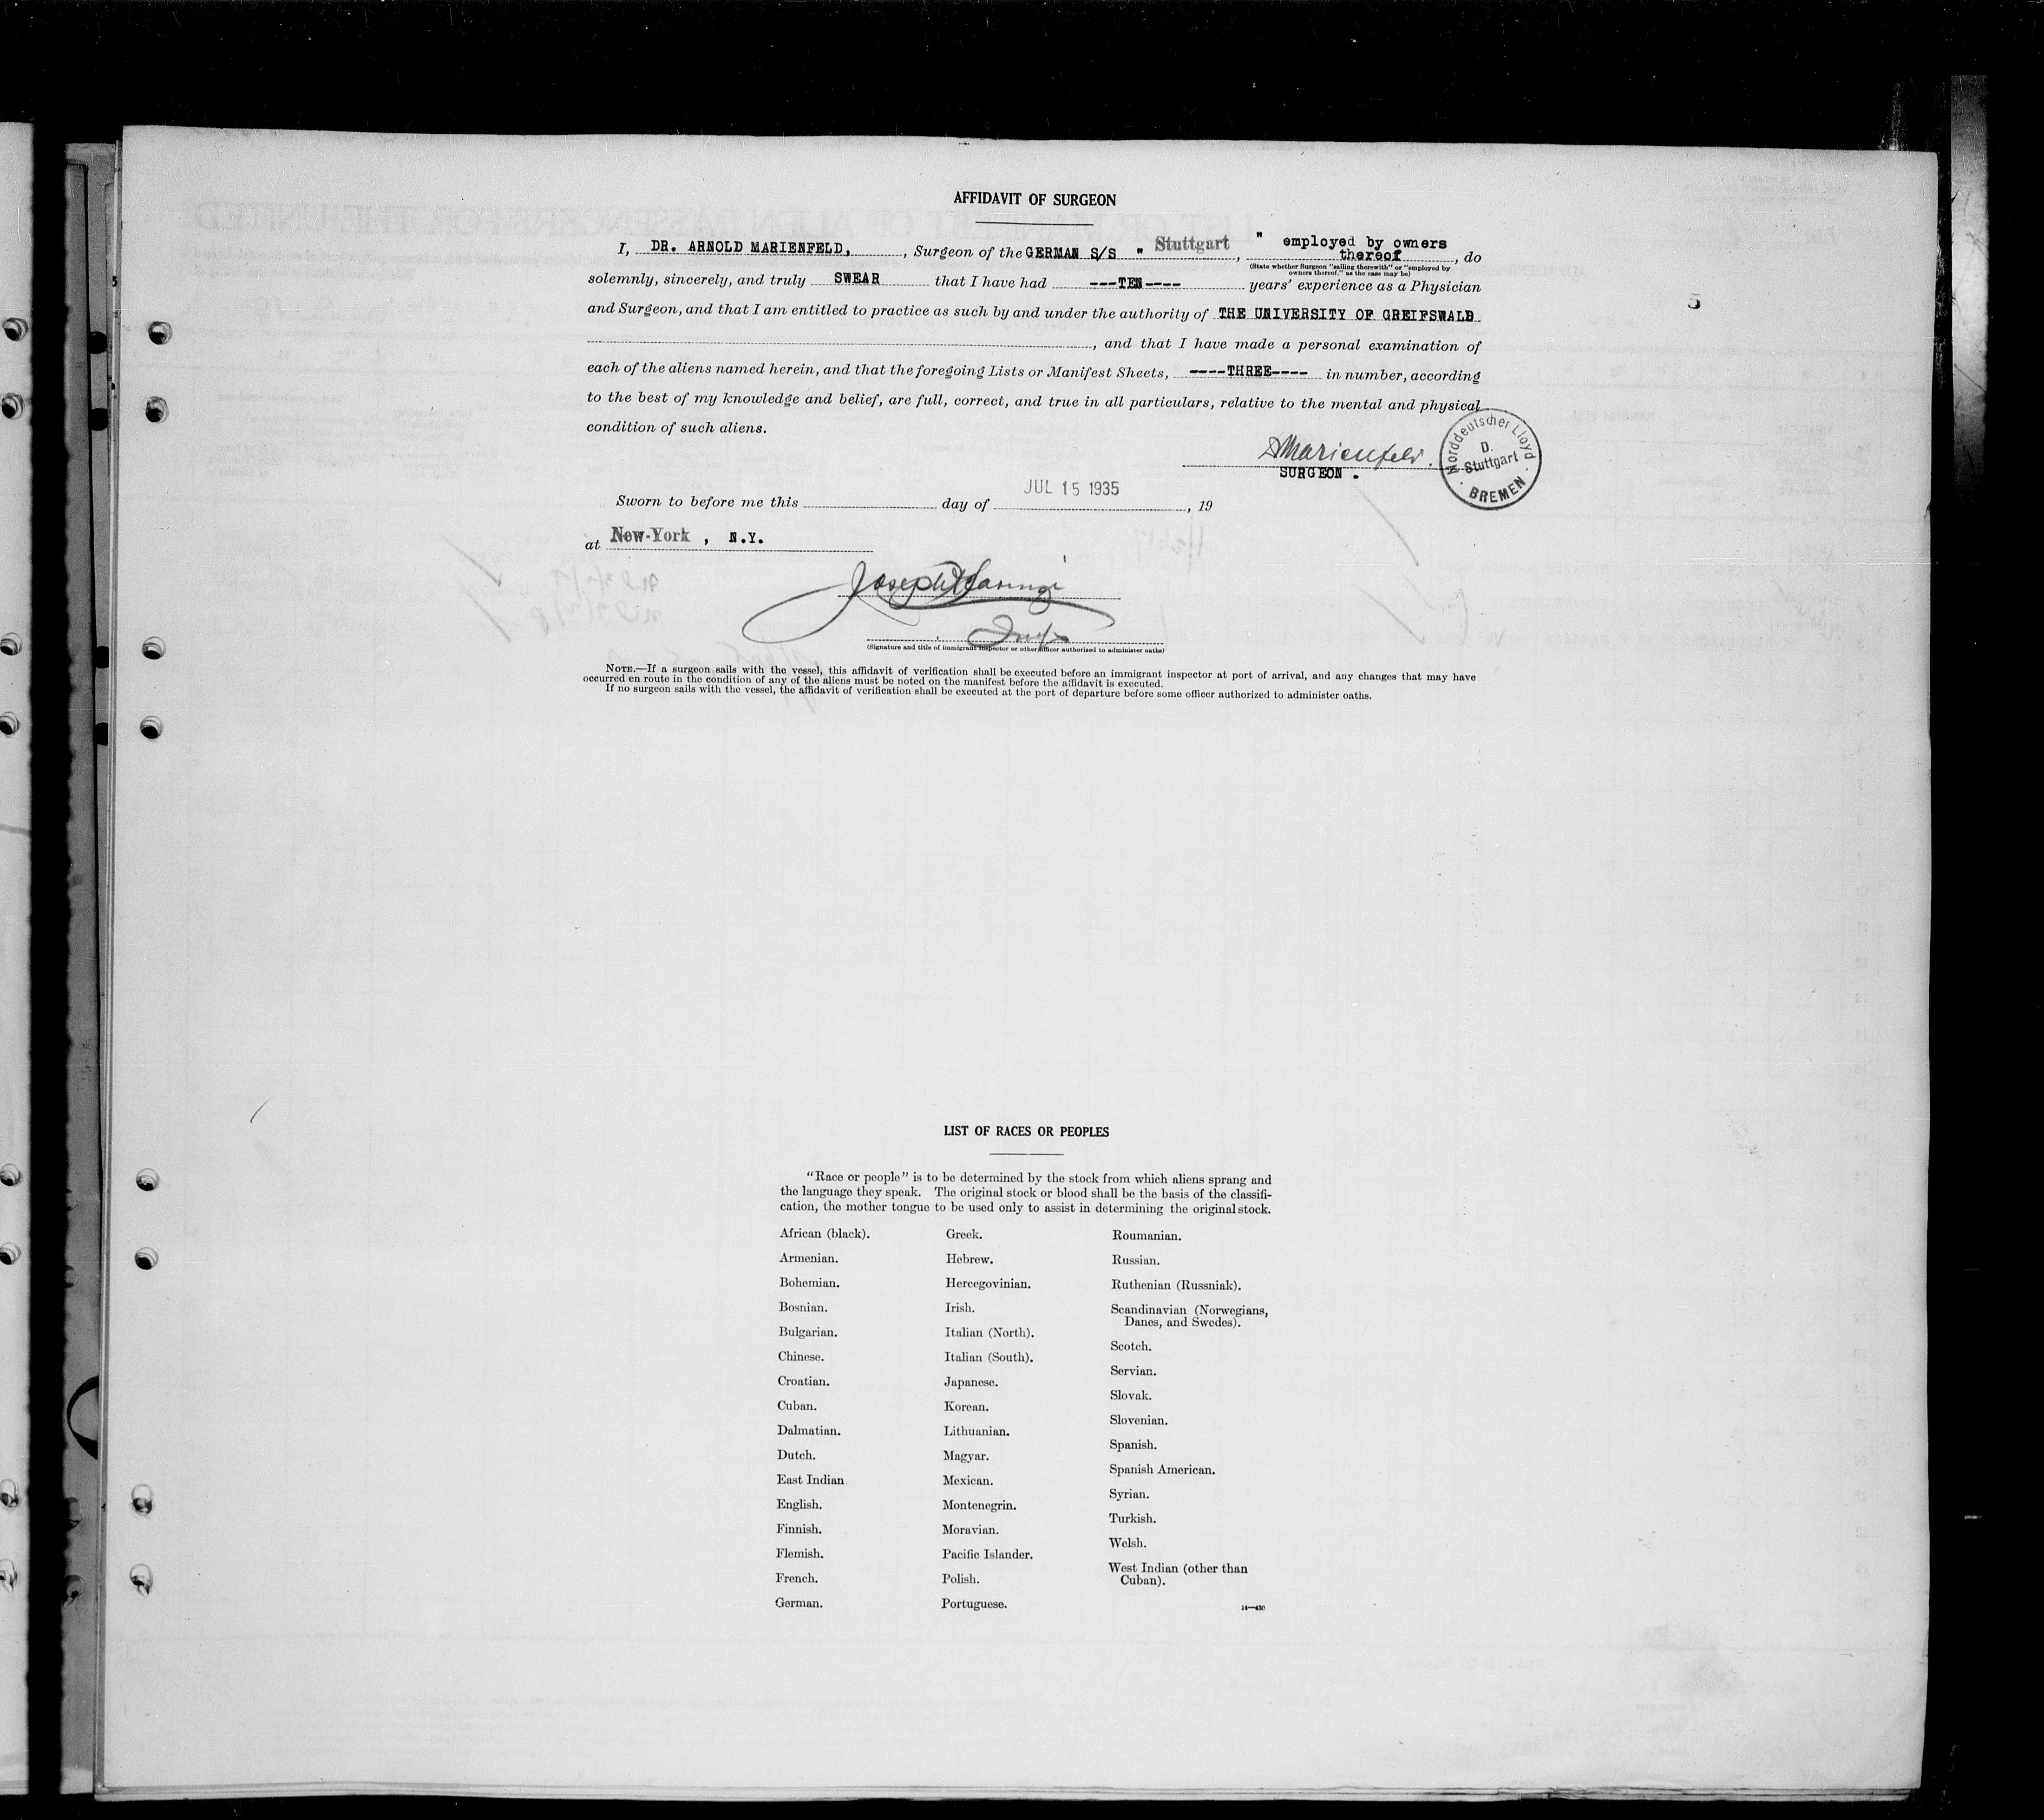 AFFIDAVIT OF SURGEON
I, DR. ARNOLD MARIENFELD, , Surgeon of the GERMAN S/S " Stuttgart , " employed by owners thereof , do
(State whether Surgeon "sailing therewith" or "employed by owners thereof," as the case may be)
solemnly, sincerely, and truly SWEAR that I have had ---TEN---- years' experience as a Physician
and Surgeon, and that I am entitled to practice as such by and under the authority of THE UNIVERSITY OF GREIFSWALD
, and that I have made a personal examination of
each of the aliens named herein, and that the foregoing Lists or Manifest Sheets, ----THREE---- in number, according
to the best of my knowledge and belief, are full, correct, and true in all particulars, relative to the mental and physical
condition of such aliens.
AMarienfeld.
SURGEON .
Norddeutscher Lloyd
D.
Stuttgart
BREMEN
Sworn to before me this day of JUL 15 1935 , 19
at New-York , N.Y.
Joseph
(Signature and title of immigrant inspector or other officer authorized to administer oaths)
NOTE.—If a surgeon sails with the vessel, this affidavit of verification shall be executed before an immigrant inspector at port of arrival, and any changes that may have
occurred en route in the condition of any of the aliens must be noted on the manifest before the affidavit is executed.
If no surgeon sails with the vessel, the affidavit of verification shall be executed at the port of departure before some officer authorized to administer oaths.
5
LIST OF RACES OR PEOPLES
"Race or people" is to be determined by the stock from which aliens sprang and
the language they speak. The original stock or blood shall be the basis of the classifi-
cation, the mother tongue to be used only to assist in determining the original stock.
African (black).
Armenian.
Bohemian.
Bosnian.
Bulgarian.
Chinese.
Croatian.
Cuban.
Dalmatian.
Dutch.
East Indian
English.
Finnish.
Flemish.
French.
German.
Greek.
Hebrew.
Hercegovinian.
Irish.
Italian (North).
Italian (South).
Japanese.
Korean.
Lithuanian.
Magyar.
Mexican.
Montenegrin.
Moravian.
Pacific Islander.
Polish.
Portuguese.
Roumanian.
Russian.
Ruthenian (Russniak).
Scandinavian (Norwegians,
Danes, and Swedes).
Scotch.
Servian.
Slovak.
Slovenian.
Spanish.
Spanish American.
Syrian.
Turkish.
Welsh.
West Indian (other than
Cuban).